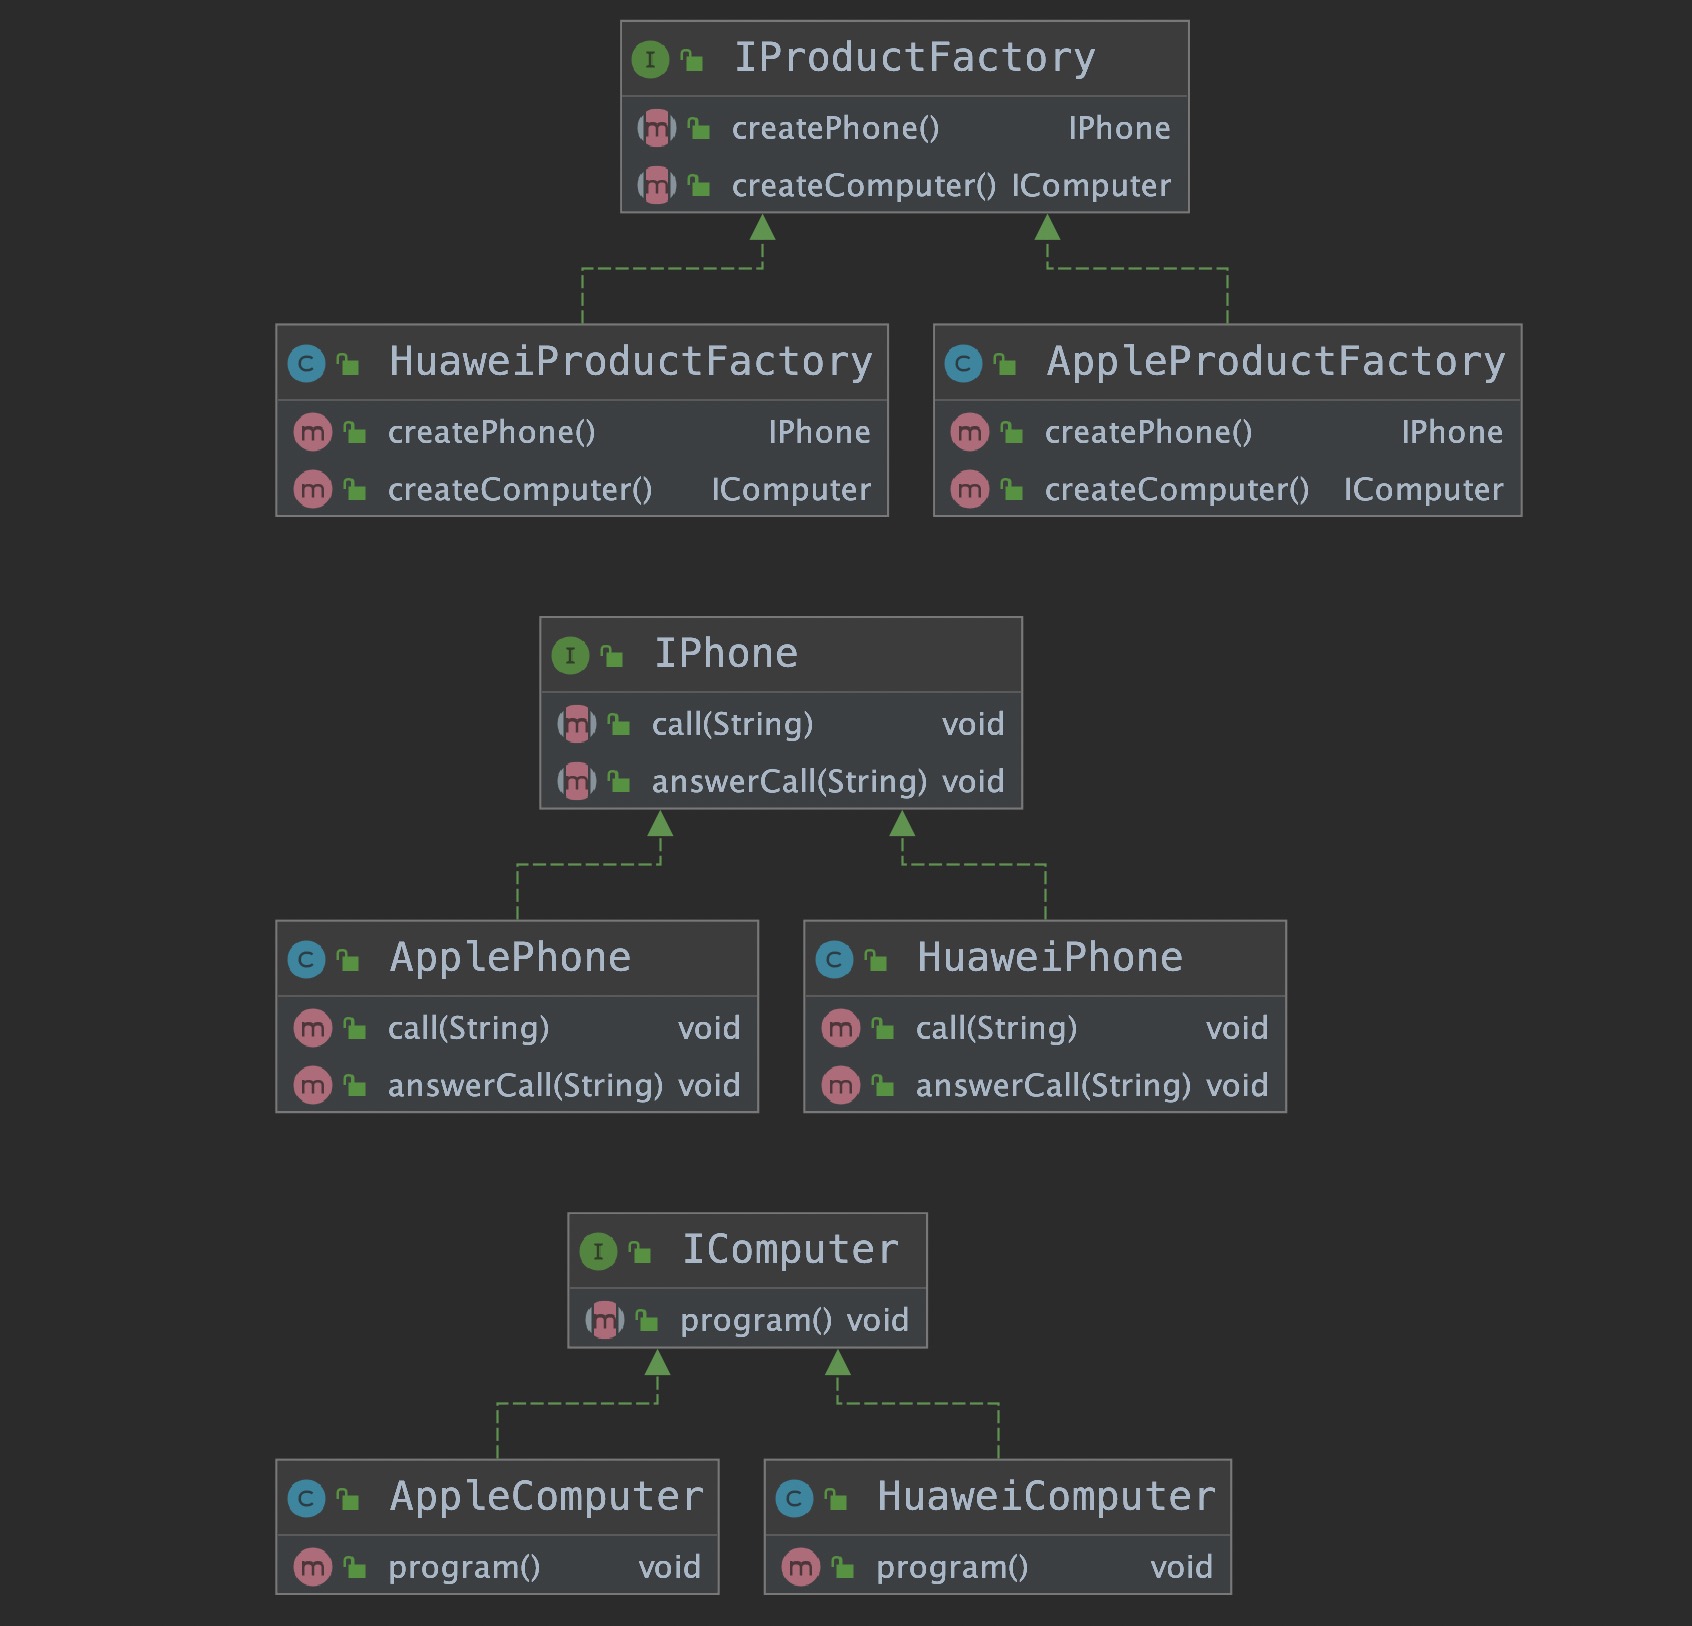 IProductFactory
createPhone() IPhone
createComputer() IComputer
HuaweiProductFactory
createPhone() IPhone
createComputer() IComputer
AppleProductFactory
createPhone() IPhone
createComputer() IComputer
IPhone
call(String) void
answerCall(String) void
ApplePhone
call(String) void
answerCall(String) void
HuaweiPhone
call(String) void
answerCall(String) void
IComputer
program() void
AppleComputer
program() void
HuaweiComputer
program() void